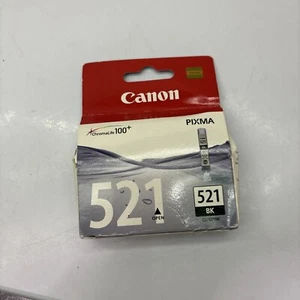 Canon
ChromaLife100+
PIXMA
521
OPEN
521
BK